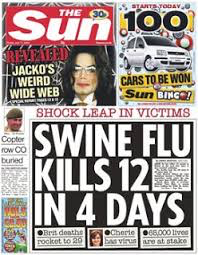 THE
Sun
30p
STARTS TODAY
100
REVEALED
JACKO'S
WEIRD
WIDE WEB
CARS TO BE WON
Sun BINGO!
SHOCK LEAP IN VICTIMS
Copter
row CO
buried
SWINE FLU
KILLS 12
IN 4 DAYS
•Brit deaths
rocket to 29
•Cherie
has virus
•65,000 lives
are at stake